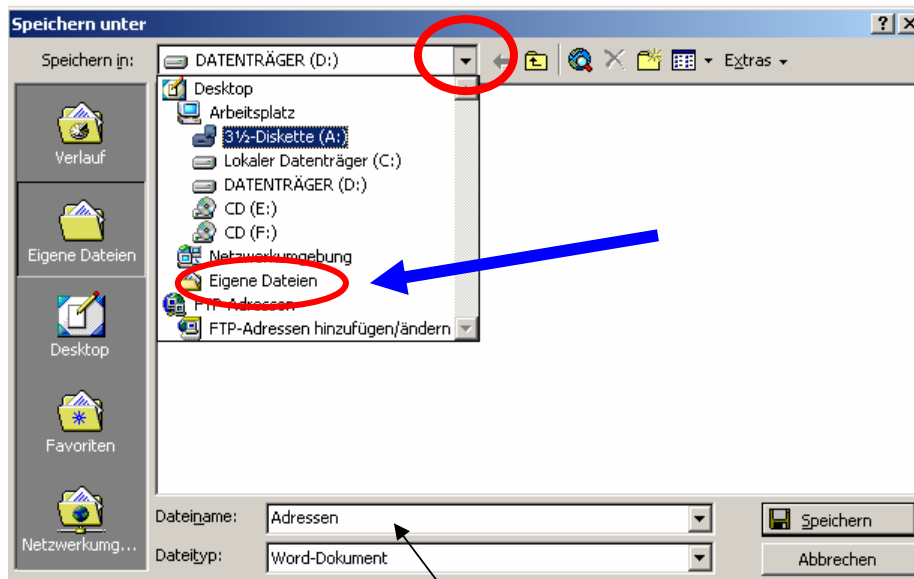 Speichern unter
Speichern in: DATENTRÄGER (D:) Extras
Desktop
Arbeitsplatz
3½-Diskette (A:)
Lokaler Datenträger (C:)
DATENTRÄGER (D:)
CD (E:)
CD (F:)
Netzwerkumgebung
Eigene Dateien
FTP-Adressen
FTP-Adressen hinzufügen/ändern
Verlauf
Eigene Dateien
Desktop
Favoriten
Netzwerkumg...
Dateiname: Adressen
Speichern
Dateityp: Word-Dokument
Abbrechen